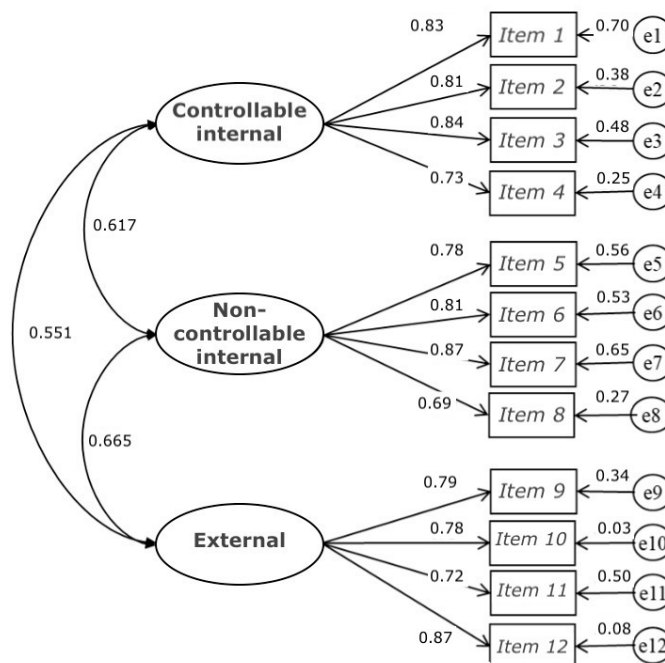 0.83
Item 1
0.70
e1
Controllable
internal
0.81
Item 2
0.38
e2
0.84
Item 3
0.48
e3
0.73
Item 4
0.25
e4
0.617
0.78
Item 5
0.56
e5
Non-
controllable
internal
0.81
Item 6
0.53
e6
0.551
0.87
Item 7
0.65
e7
0.69
Item 8
0.27
e8
0.665
0.79
Item 9
0.34
e9
External
0.78
Item 10
0.03
e10
0.72
Item 11
0.50
e11
0.87
Item 12
0.08
e12